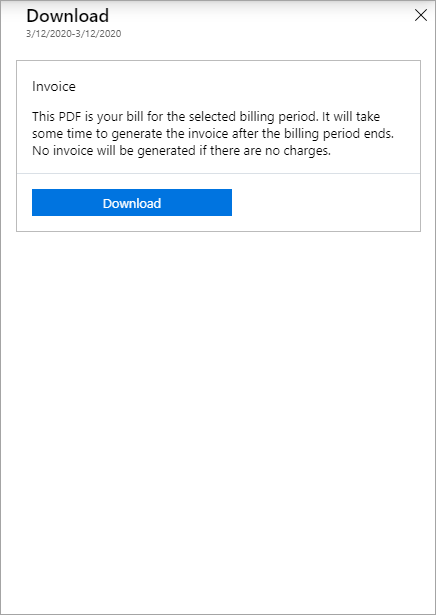 Download
3/12/2020-3/12/2020
Invoice
This PDF is your bill for the selected billing period. It will take
some time to generate the invoice after the billing period ends.
No invoice will be generated if there are no charges.
Download